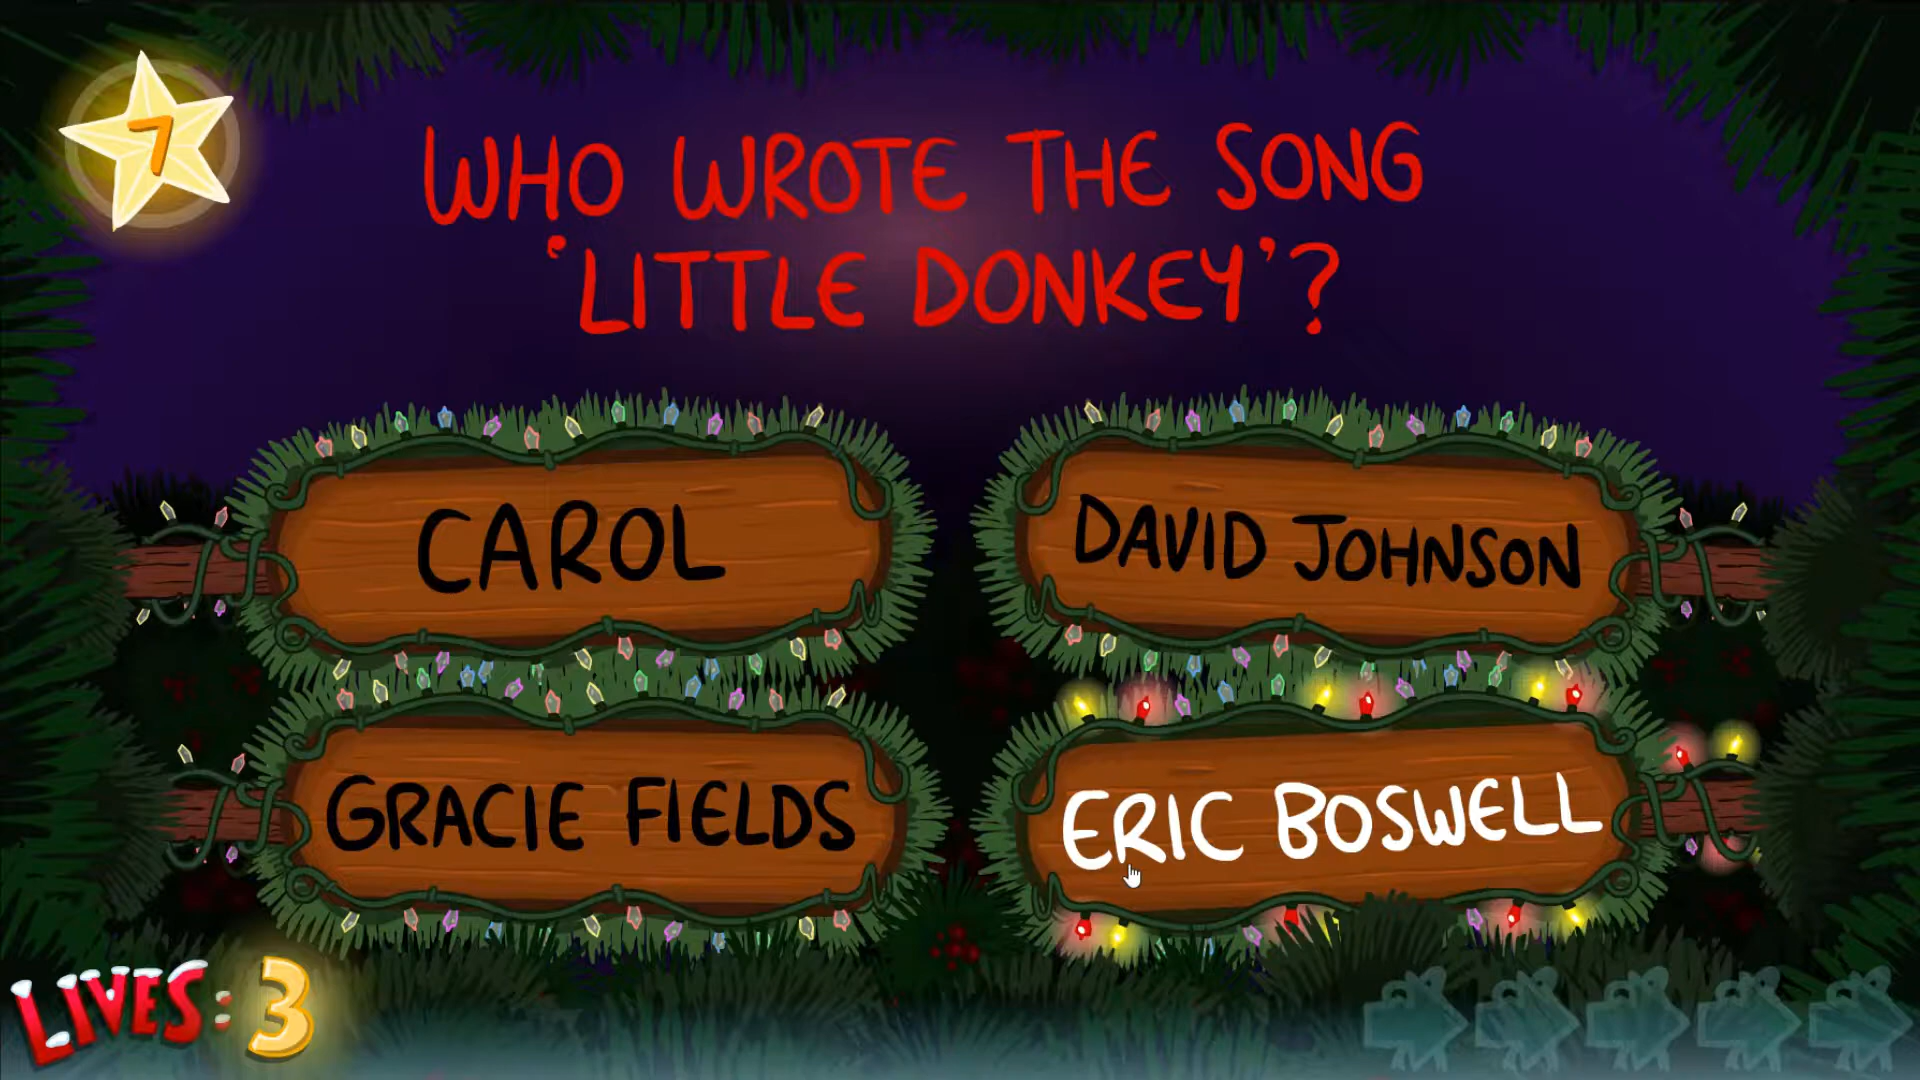 7
WHO WROTE THE SONG
'LITTLE DONKEY'?
CAROL
DAVID JOHNSON
GRACIE FIELDS
ERIC BOSWELL
LIVES: 3